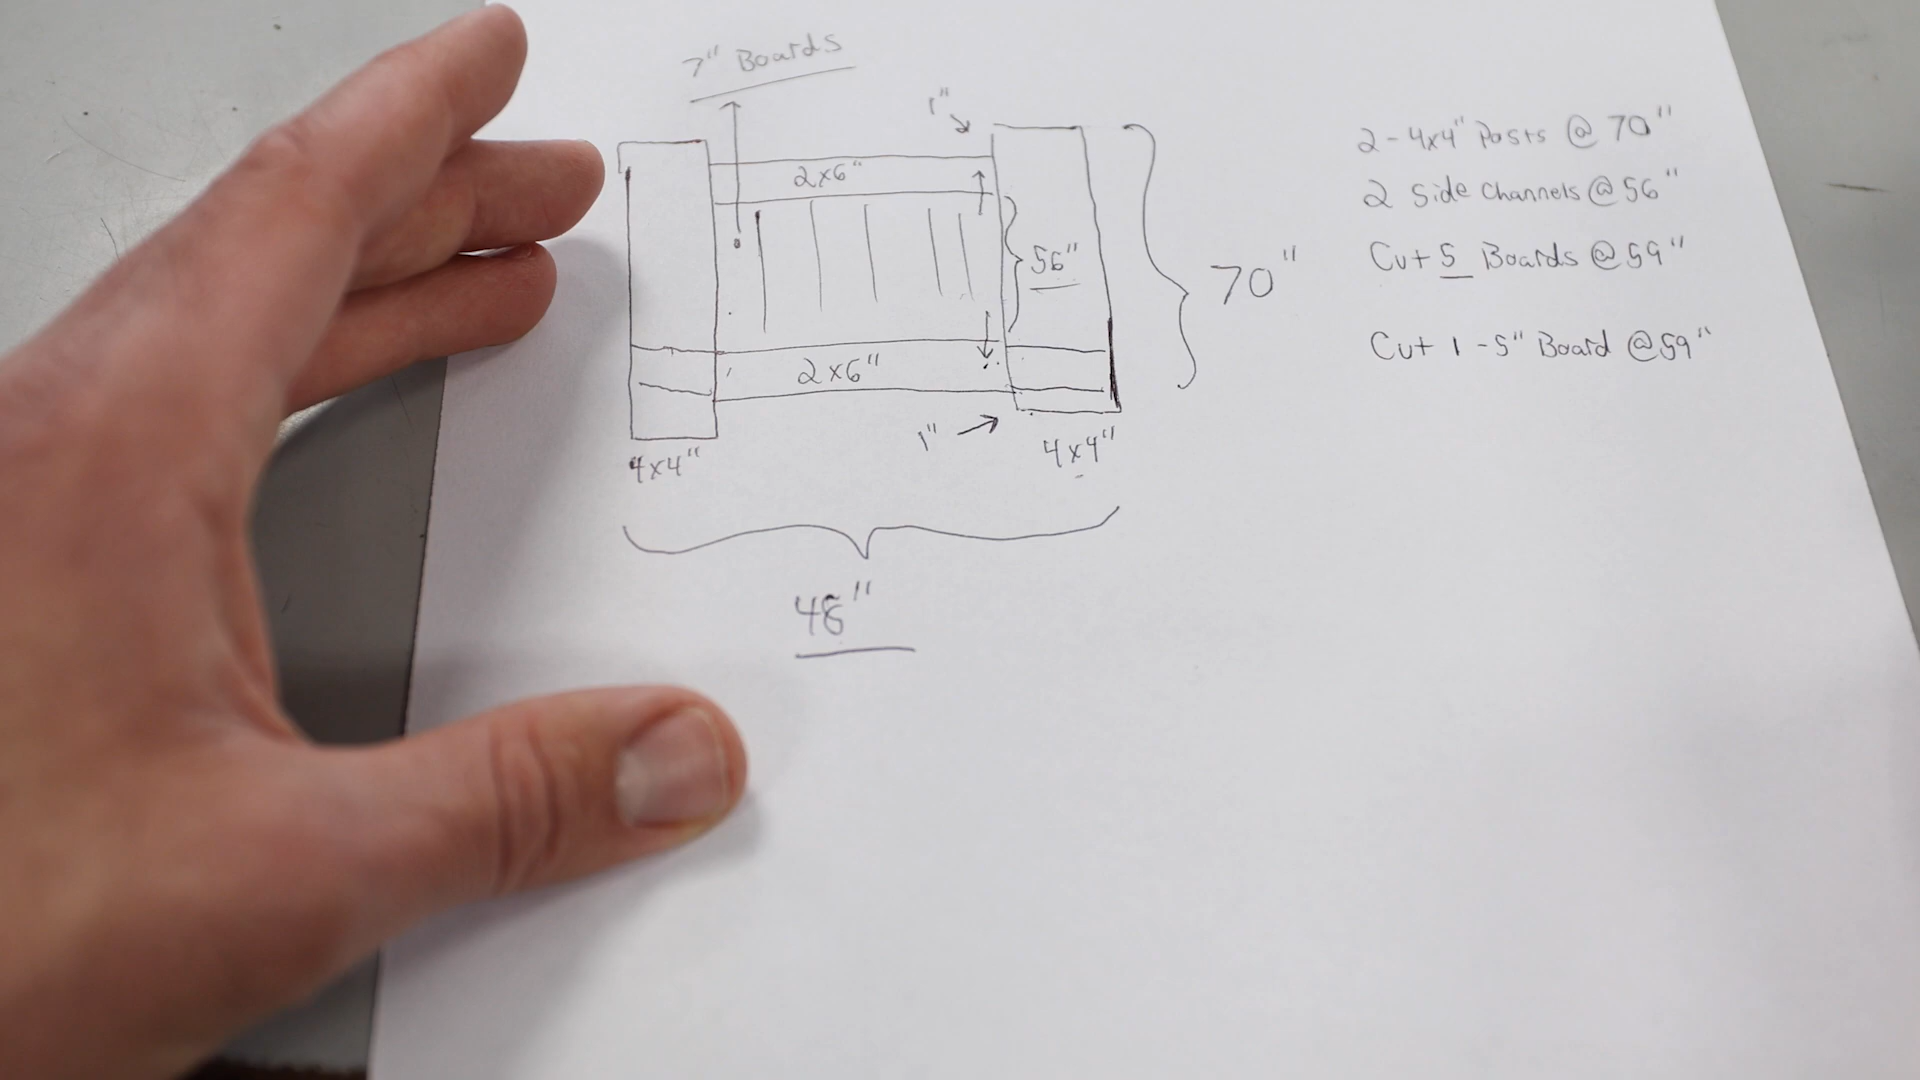 7" Boards
1"
2x6"
56"
70"
2x6"
1"
4x4"
4x4"
48"
2 - 4x4" Posts @ 70"
2 Side Channels @ 56"
Cut 5 Boards @ 59"
Cut 1 - 5" Board @ 59"